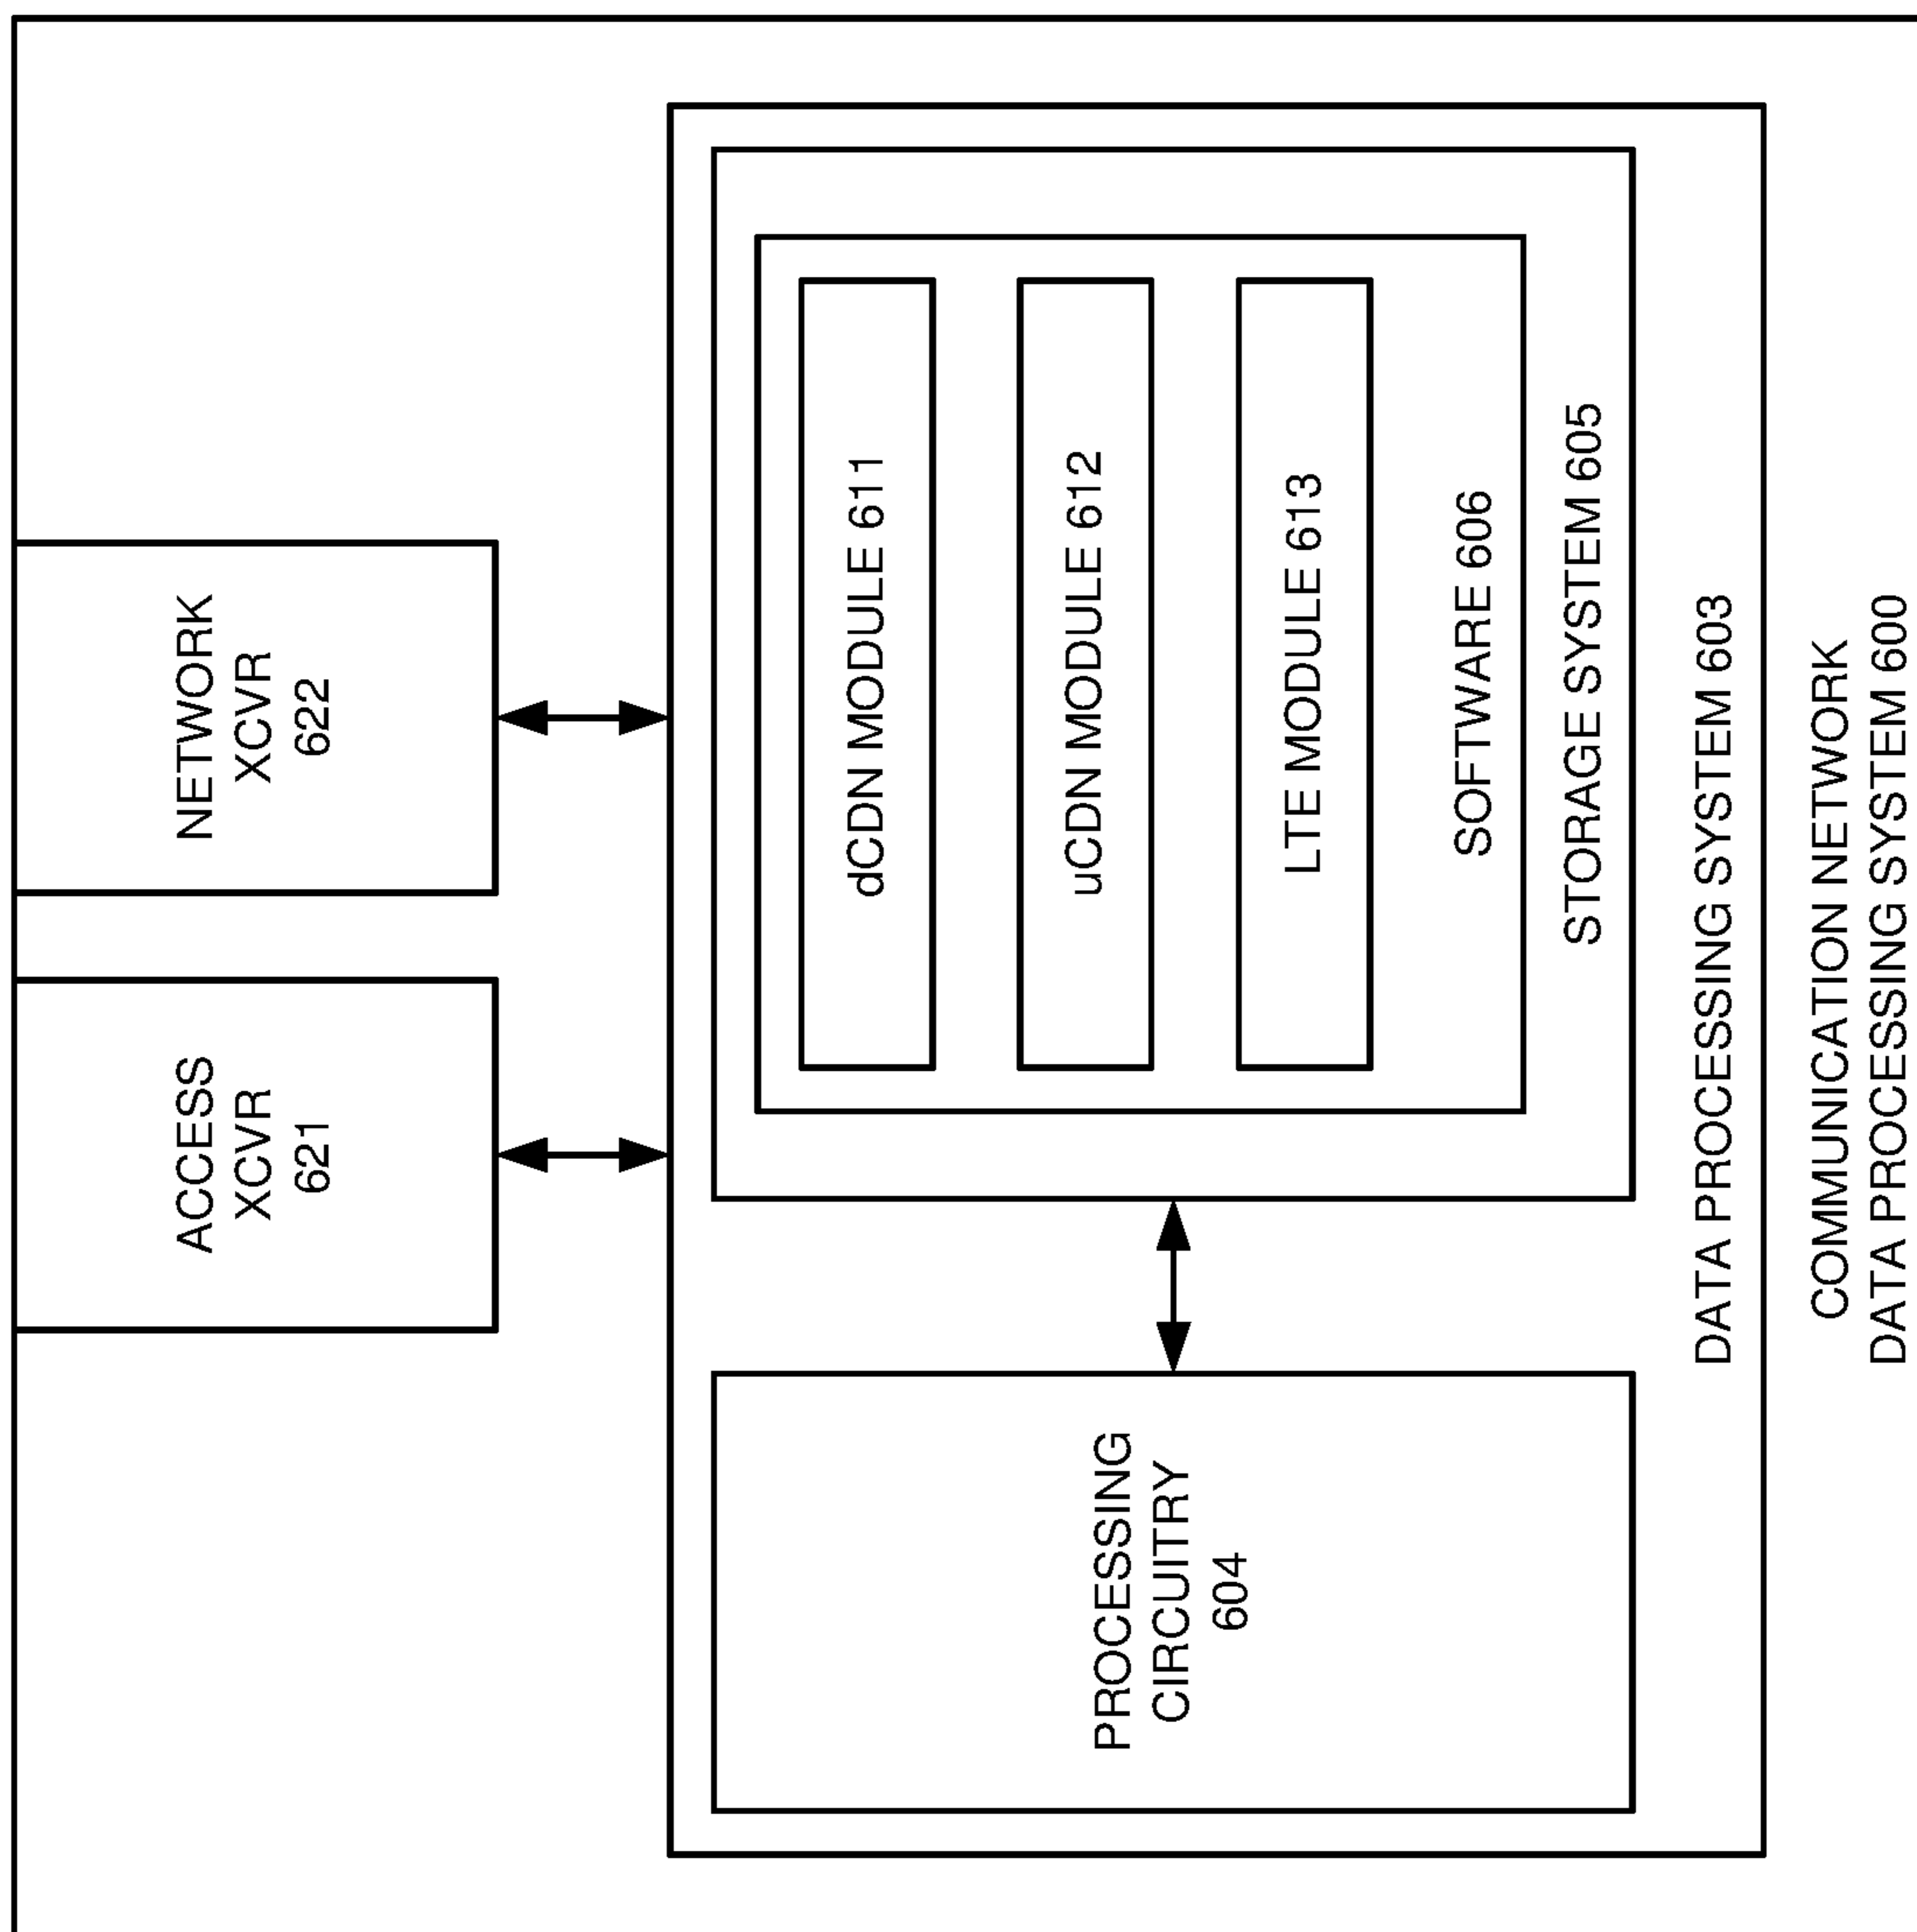 ACCESS
XCVR
621
NETWORK
XCVR
622
PROCESSING
CIRCUITRY
604
dCDN MODULE 611
uCDN MODULE 612
LTE MODULE 613
SOFTWARE 606
STORAGE SYSTEM 605
DATA PROCESSING SYSTEM 603
COMMUNICATION NETWORK
DATA PROCESSING SYSTEM 600